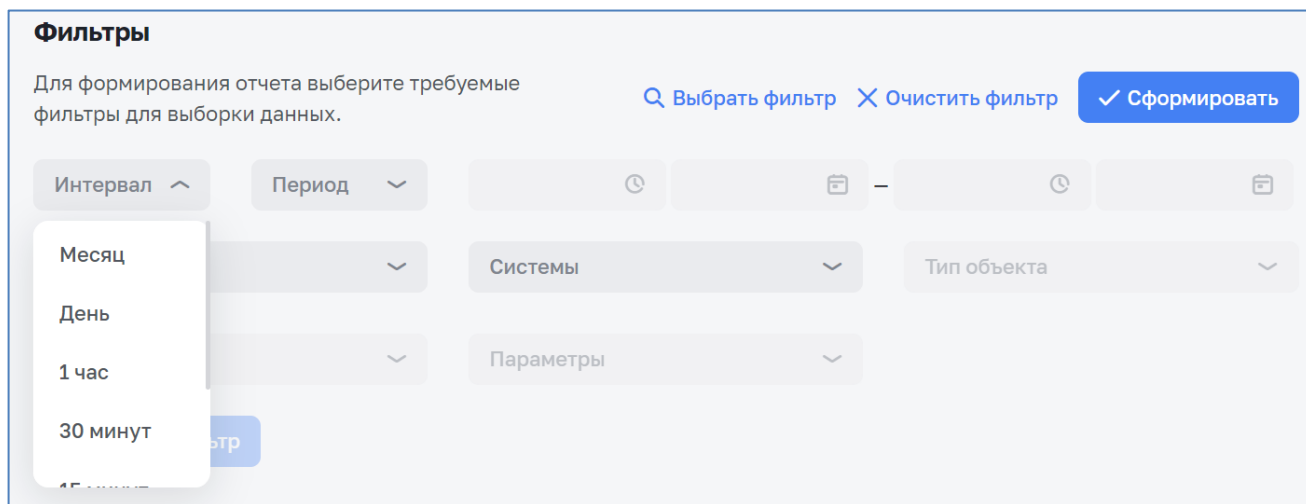 Фильтры
Для формирования отчета выберите требуемые
фильтры для выборки данных.
Выбрать фильтр
Очистить фильтр
Сформировать
Интервал
Период
–
Месяц
День
1 час
30 минут
Системы
Тип объекта
Параметры